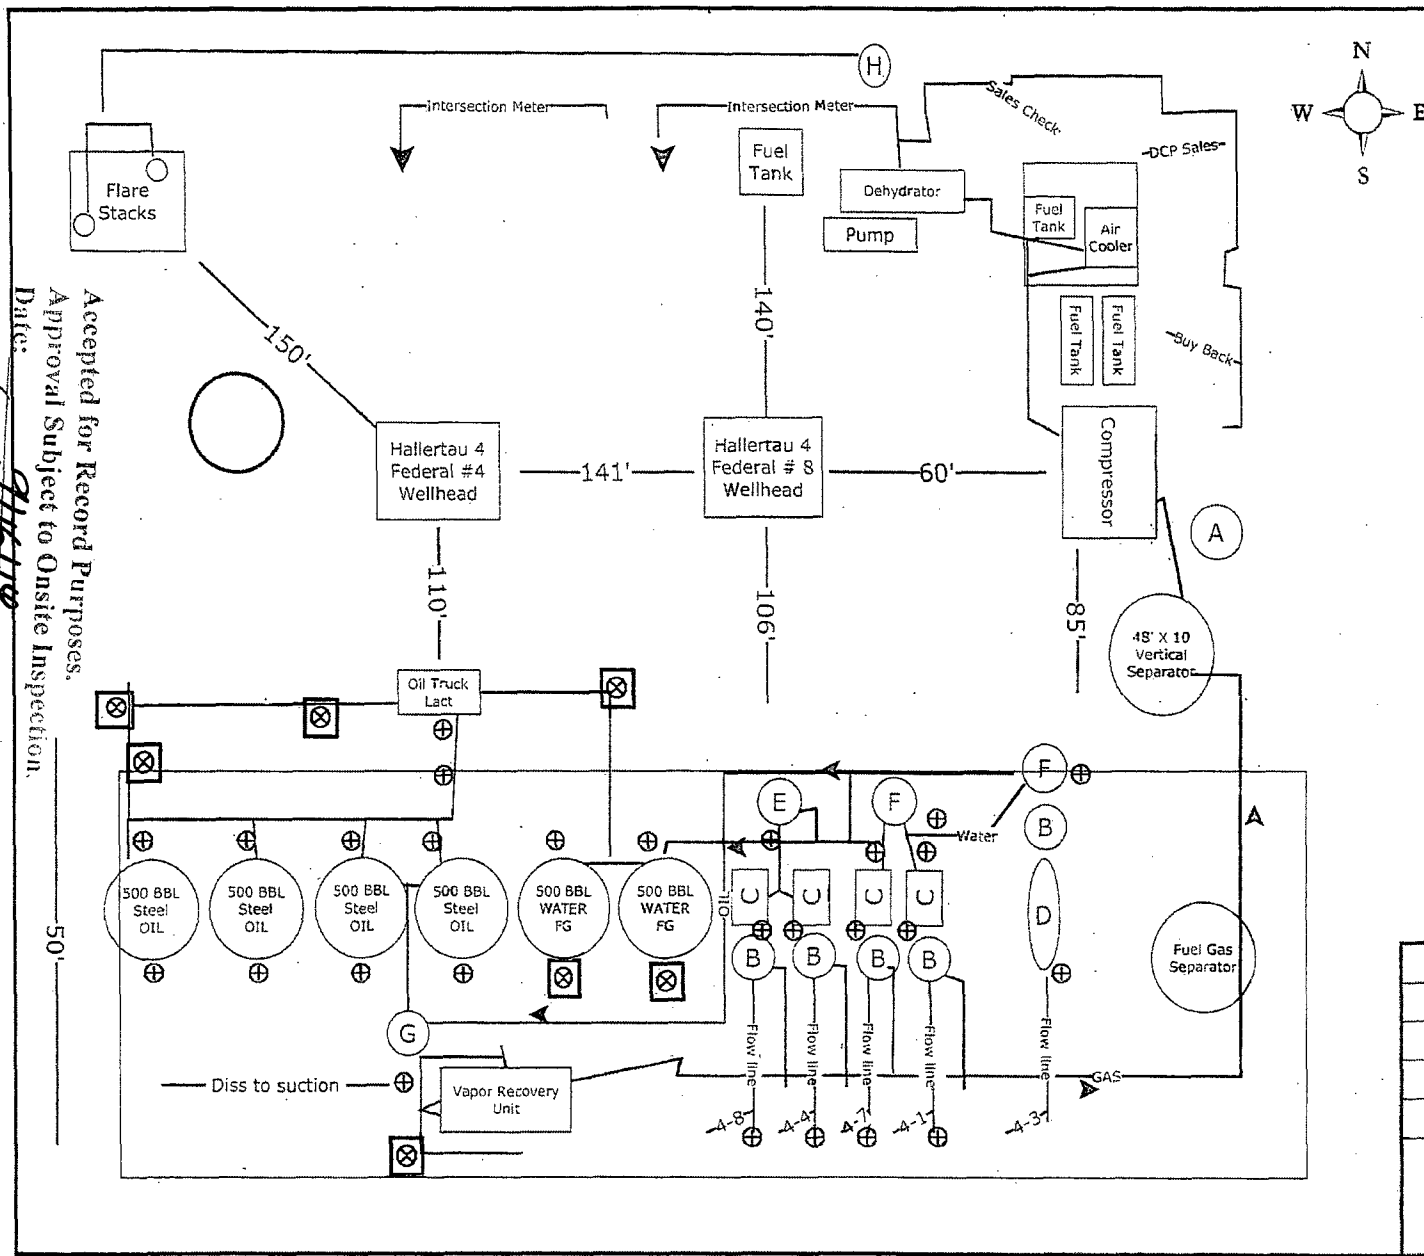 N
W
E
S
H
Intersection Meter
Intersection Meter
Sales Check
DCP Sales
Flare
Stacks
Fuel
Tank
Dehydrator
Pump
Fuel
Tank
Air
Cooler
150'
140'
Fuel Tank
Fuel Tank
Buy Back
Accepted for Record Purposes.
Approval Subject to Onsite Inspection.
Date:
Hallertau 4
Federal #4
Wellhead
141'
Hallertau 4
Federal # 8
Wellhead
60'
Compressor
A
110'
106'
85'
48' X 10
Vertical
Separator
Oil Truck
Lact
F
E
F
B
Water
500 BBL
Steel
OIL
500 BBL
Steel
OIL
500 BBL
Steel
OIL
500 BBL
Steel
OIL
500 BBL
WATER
FG
500 BBL
WATER
FG
OIL
C
C
C
C
D
50'
B
B
B
B
Fuel Gas
Separator
G
Flow line
Flow line
Flow line
Flow line
Flow line
Diss to suction
Vapor Recovery
Unit
GAS
4-8
4-4
4-7
4-1
4-3